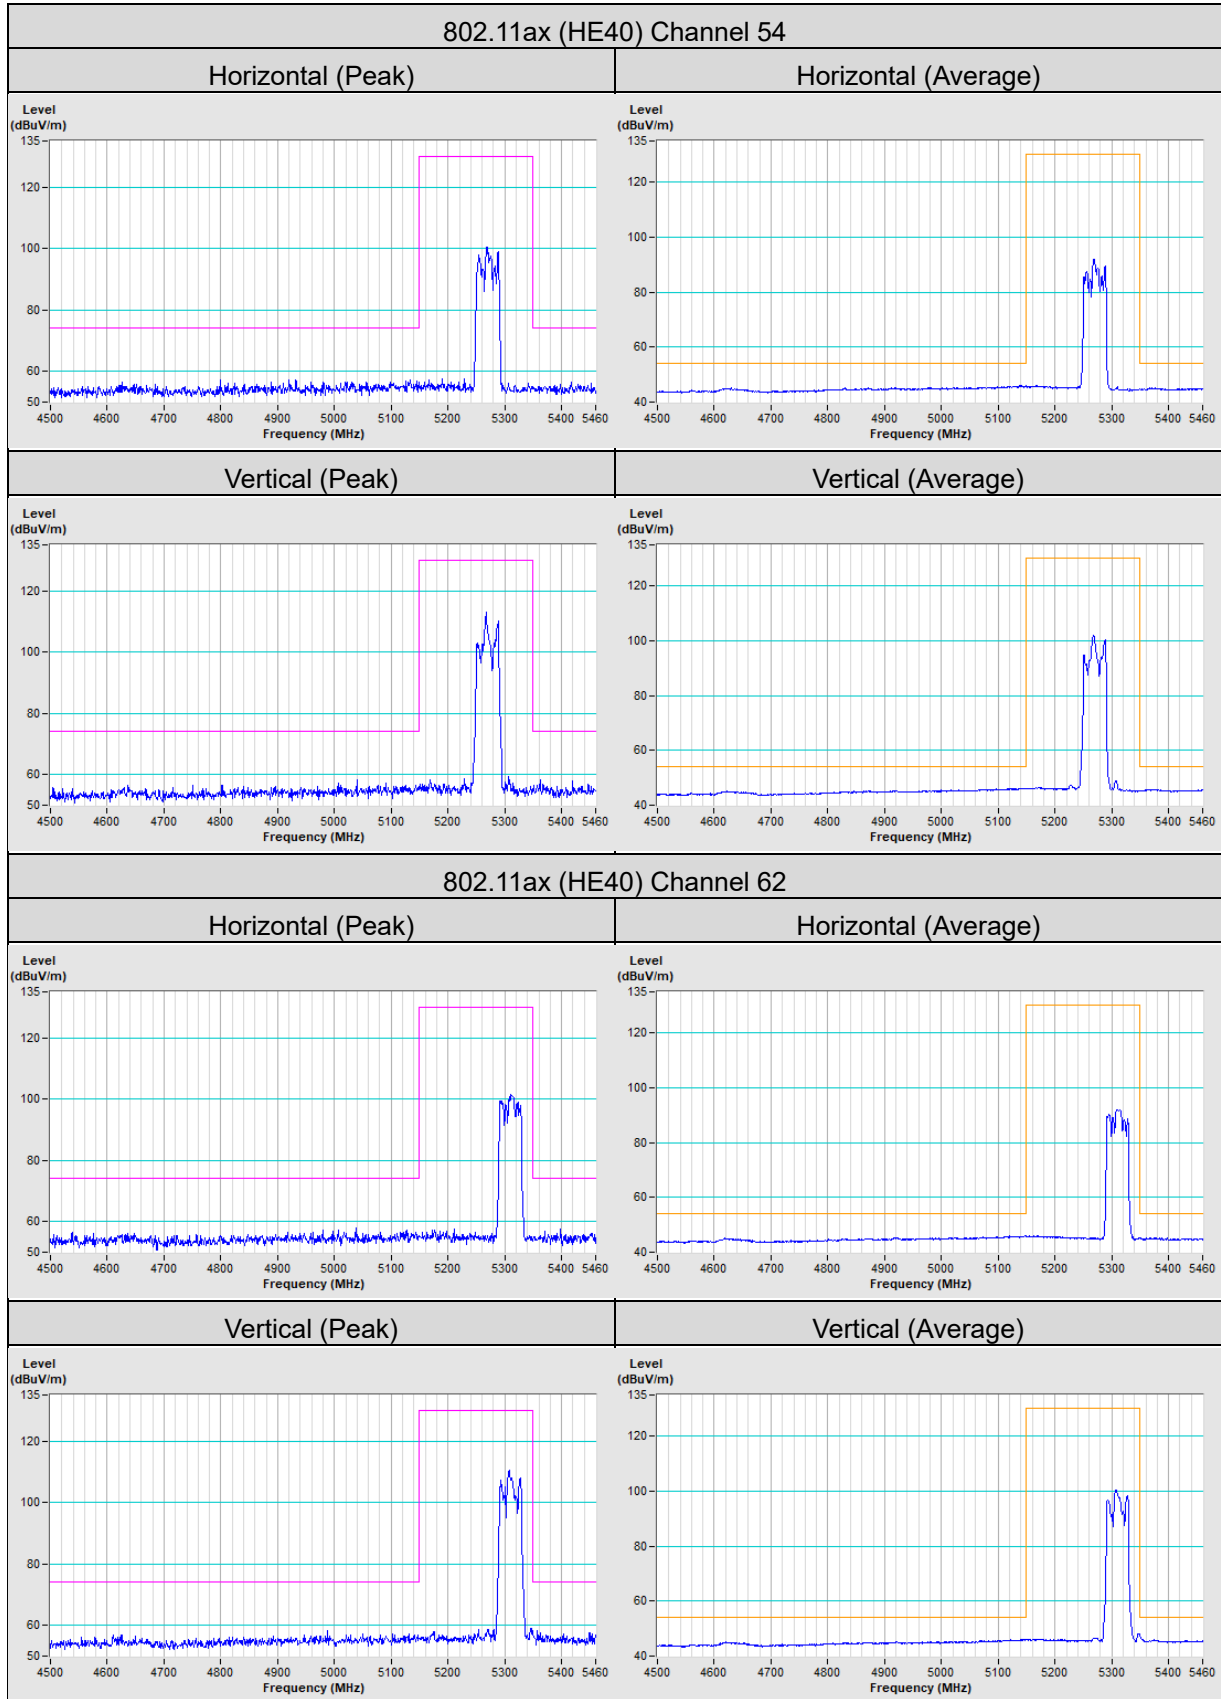 802.11ax (HE40) Channel 54
Horizontal (Peak)
Horizontal (Average)
Level
(dBuV/m)
135
120
100
80
60
50
4500 4600 4700 4800 4900 5000 5100 5200 5300 5400 5460
Frequency (MHz)
Level
(dBuV/m)
135
120
100
80
60
40
4500 4600 4700 4800 4900 5000 5100 5200 5300 5400 5460
Frequency (MHz)
Vertical (Peak)
Vertical (Average)
Level
(dBuV/m)
135
120
100
80
60
50
4500 4600 4700 4800 4900 5000 5100 5200 5300 5400 5460
Frequency (MHz)
Level
(dBuV/m)
135
120
100
80
60
40
4500 4600 4700 4800 4900 5000 5100 5200 5300 5400 5460
Frequency (MHz)
802.11ax (HE40) Channel 62
Horizontal (Peak)
Horizontal (Average)
Level
(dBuV/m)
135
120
100
80
60
50
4500 4600 4700 4800 4900 5000 5100 5200 5300 5400 5460
Frequency (MHz)
Level
(dBuV/m)
135
120
100
80
60
40
4500 4600 4700 4800 4900 5000 5100 5200 5300 5400 5460
Frequency (MHz)
Vertical (Peak)
Vertical (Average)
Level
(dBuV/m)
135
120
100
80
60
50
4500 4600 4700 4800 4900 5000 5100 5200 5300 5400 5460
Frequency (MHz)
Level
(dBuV/m)
135
120
100
80
60
40
4500 4600 4700 4800 4900 5000 5100 5200 5300 5400 5460
Frequency (MHz)